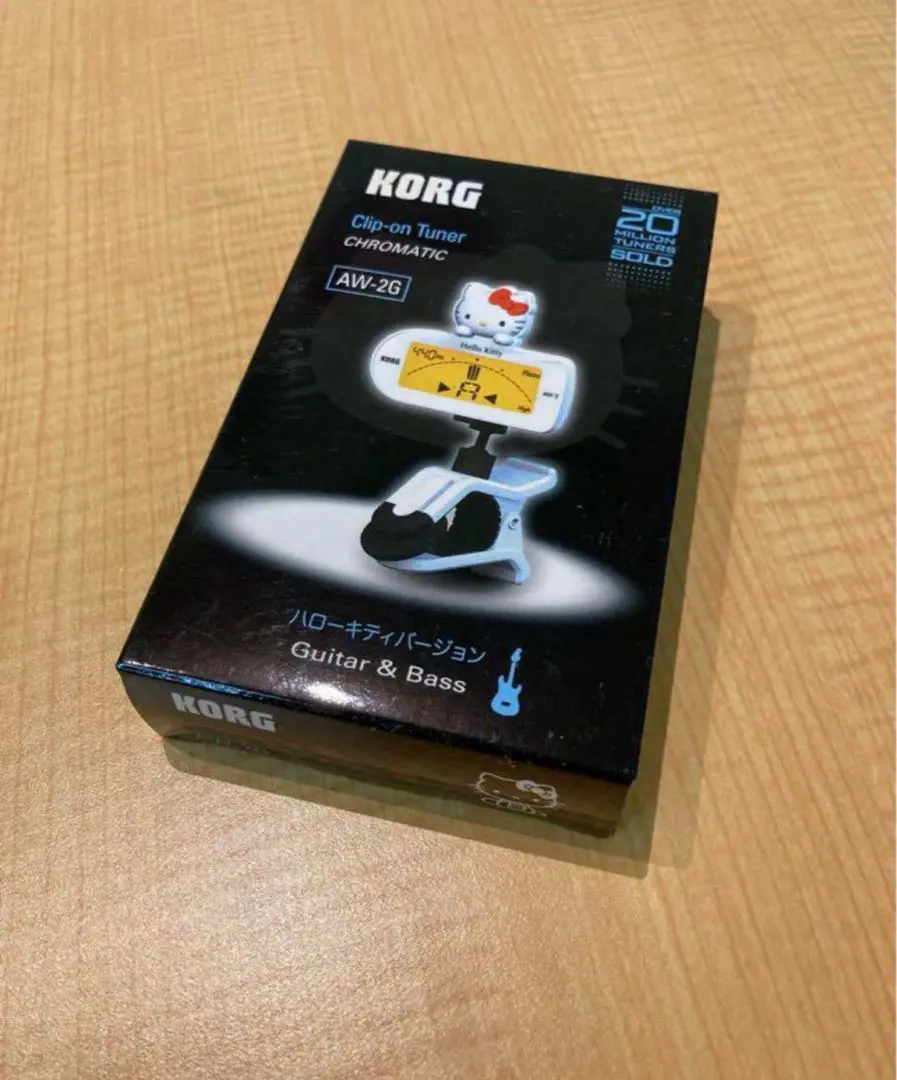 KORG
Clip-on Tuner
CHROMATIC
AW-2G
OVER
20
MILLION
TUNERS
SOLD
Hello Kitty
KORG
440
A
ハローキティバージョン
Guitar & Bass
KORG